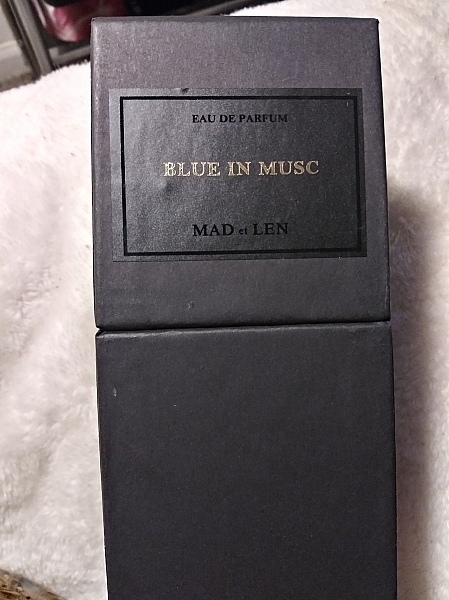 EAU DE PARFUM
BLUE IN MUSC
MAD et LEN